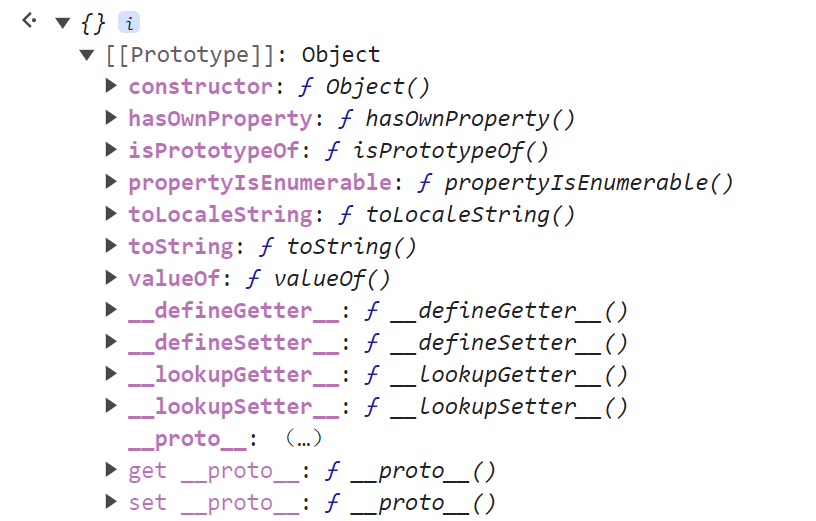 {} i
[[Prototype]]: Object
constructor: ƒ Object()
hasOwnProperty: ƒ hasOwnProperty()
isPrototypeOf: ƒ isPrototypeOf()
propertyIsEnumerable: ƒ propertyIsEnumerable()
toLocaleString: ƒ toLocaleString()
toString: ƒ toString()
valueOf: ƒ valueOf()
__defineGetter__: ƒ __defineGetter__()
__defineSetter__: ƒ __defineSetter__()
__lookupGetter__: ƒ __lookupGetter__()
__lookupSetter__: ƒ __lookupSetter__()
__proto__: （…）
get __proto__: ƒ __proto__()
set __proto__: ƒ __proto__()